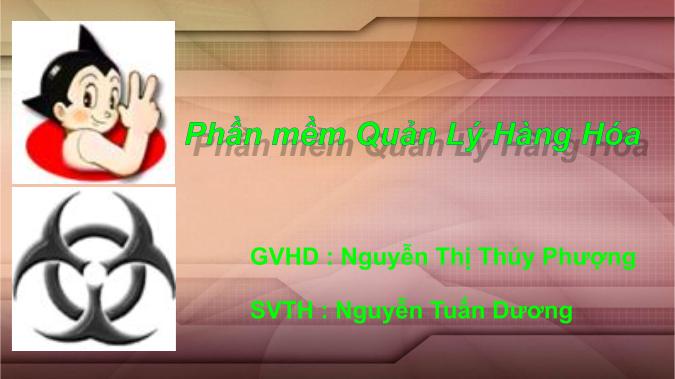 Phần mềm Quản Lý Hàng Hóa
GVHD : Nguyễn Thị Thúy Phượng
SVTH : Nguyễn Tuấn Dương